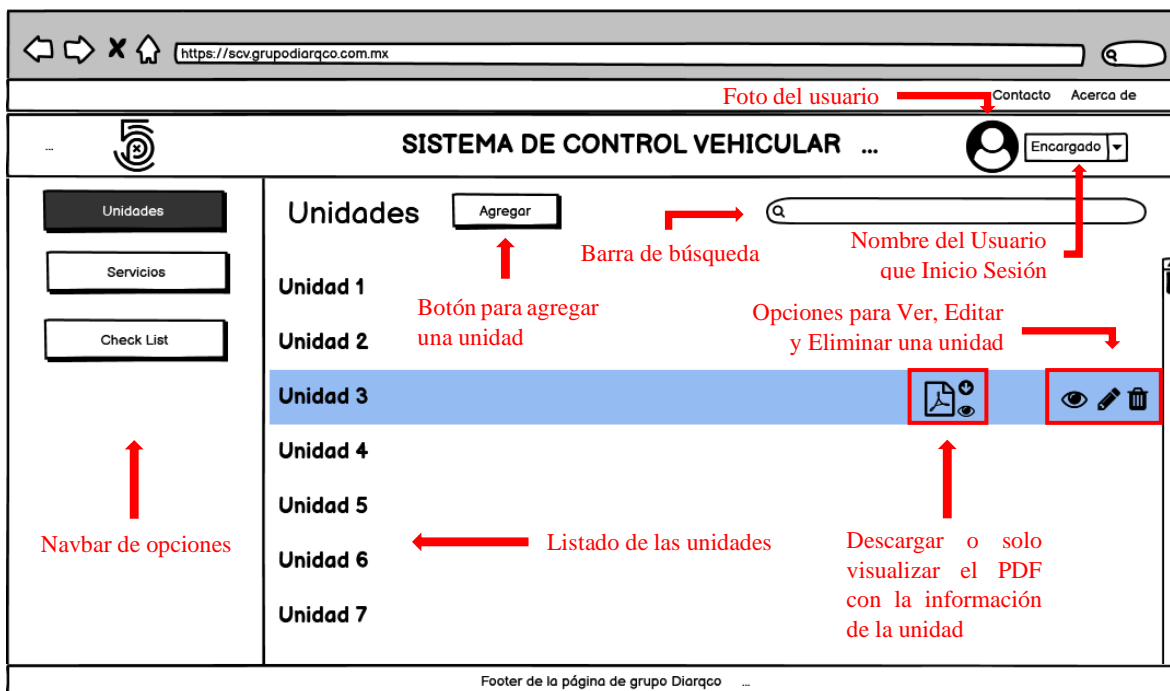 https://scv.grupodiarqco.com.mx
Foto del usuario
Contacto Acerca de
...
SISTEMA DE CONTROL VEHICULAR ...
Encargado
Unidades
Servicios
Check List
Unidades
Agregar
Barra de búsqueda
Nombre del Usuario
que Inicio Sesión
Botón para agregar
una unidad
Opciones para Ver, Editar
y Eliminar una unidad
Unidad 1
Unidad 2
Unidad 3
Unidad 4
Unidad 5
Unidad 6
Unidad 7
Navbar de opciones
Listado de las unidades
Descargar o solo
visualizar el PDF
con la información
de la unidad
Footer de la página de grupo Diarqco ...